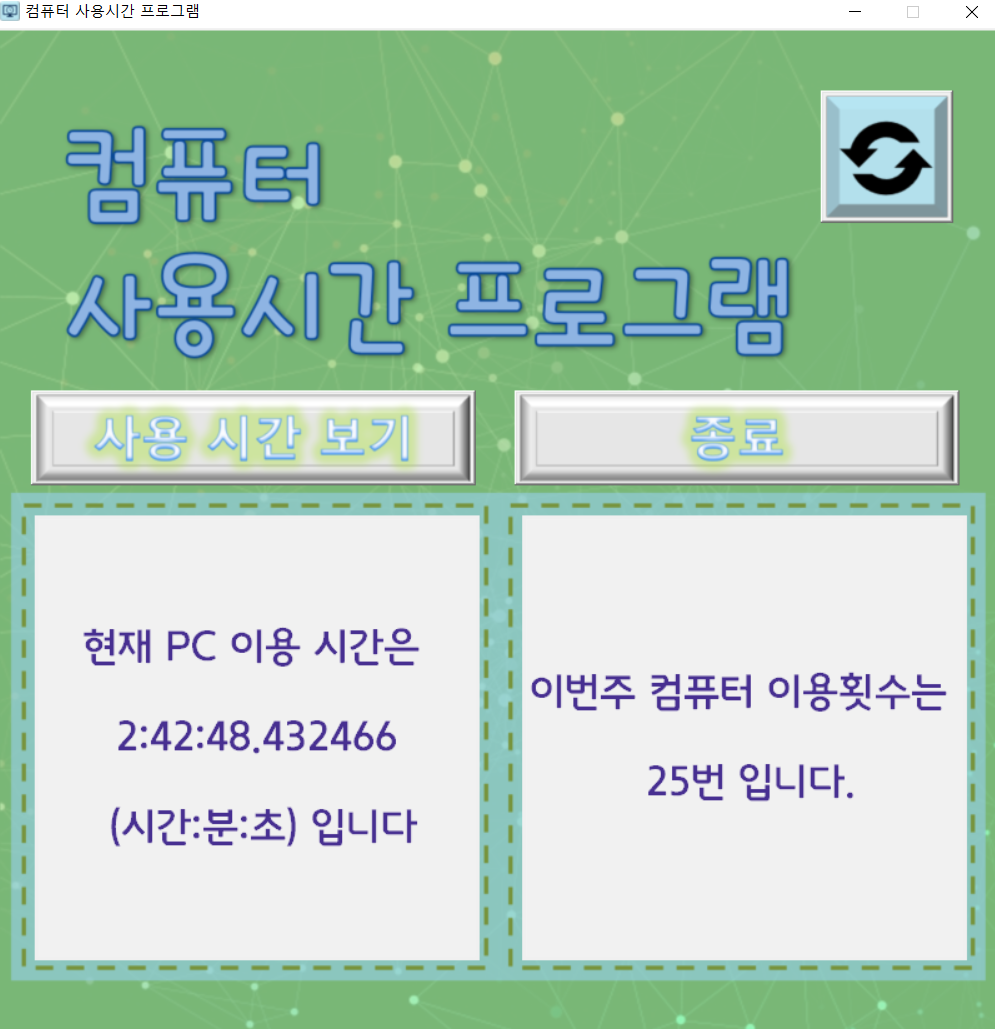 컴퓨터 사용시간 프로그램
컴퓨터
사용시간 프로그램
사용 시간 보기
종료
현재 PC 이용 시간은
2:42:48.432466
(시간:분:초) 입니다
이번주 컴퓨터 이용횟수는
25번 입니다.